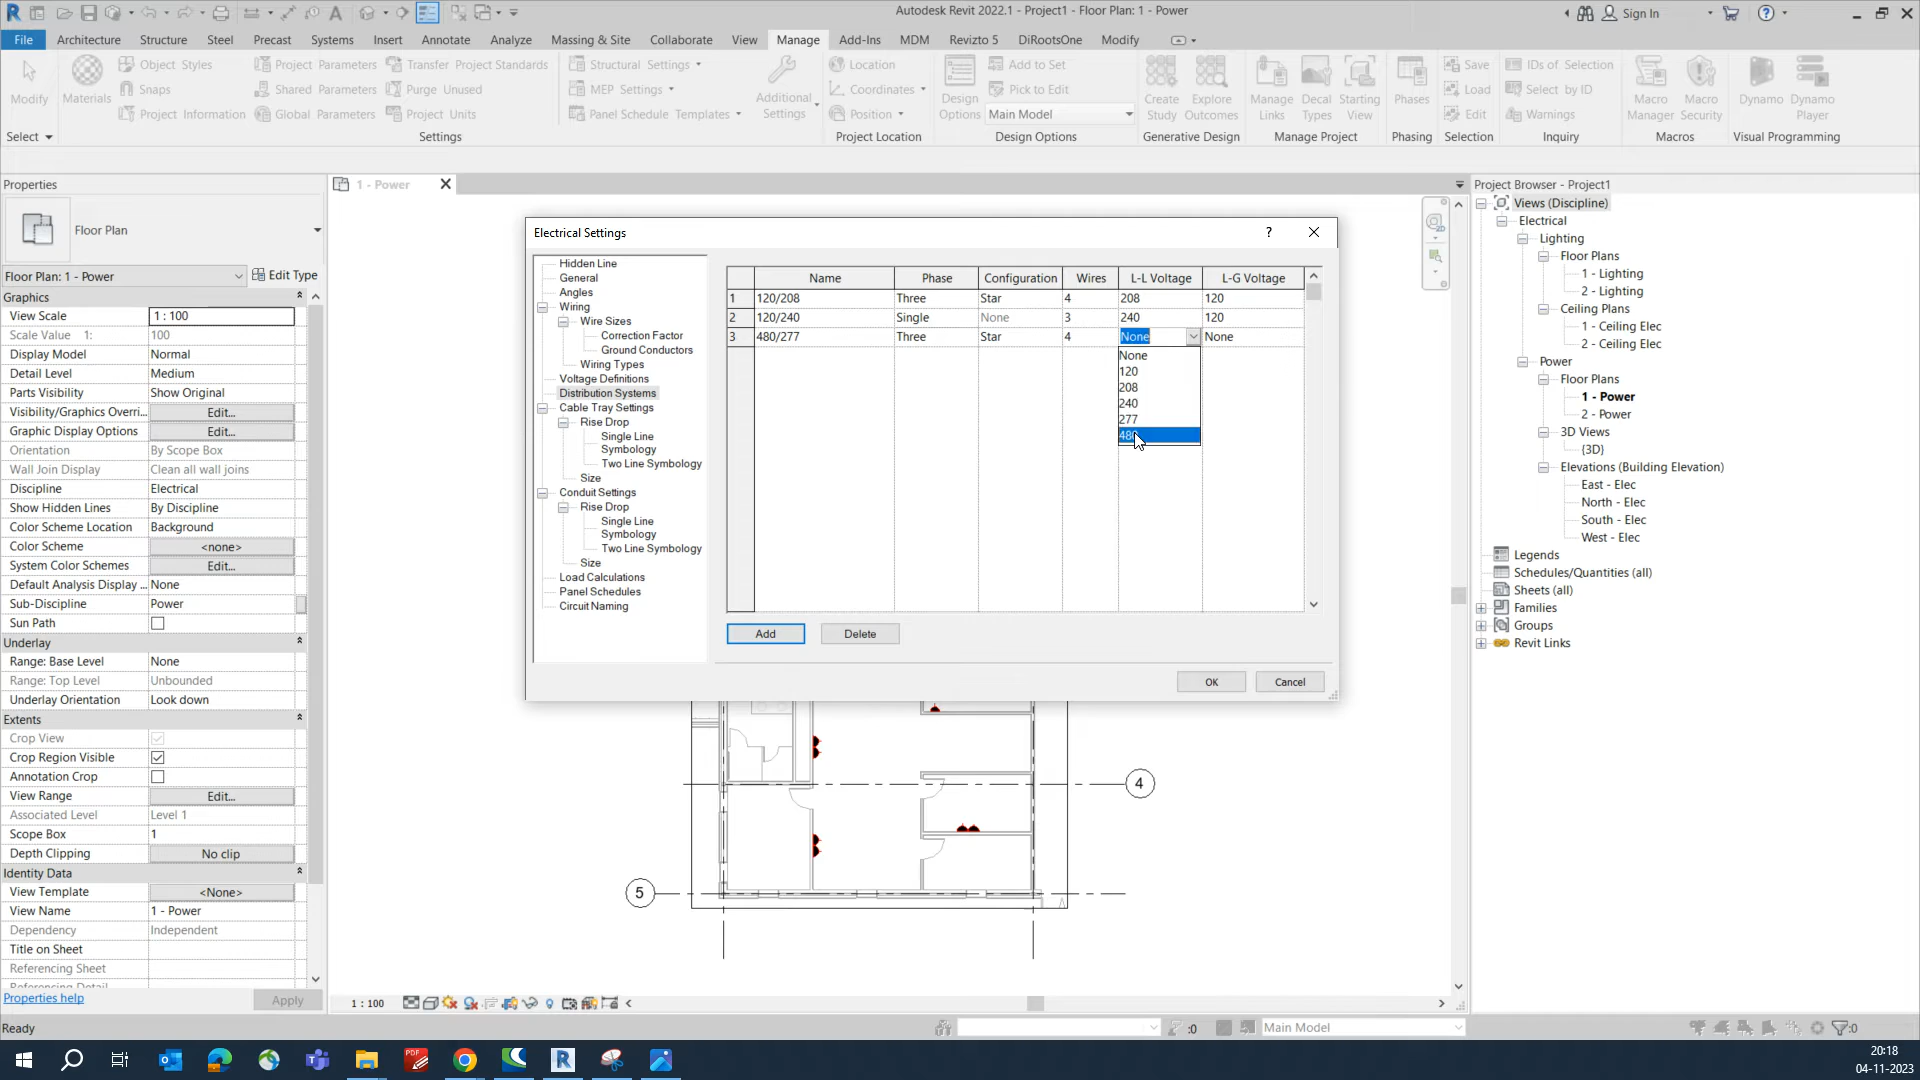 Autodesk Revit 2022.1 - Project1 - Floor Plan: 1 - Power
Sign In
File Architecture Structure Steel Precast Systems Insert Annotate Analyze Massing & Site Collaborate View Manage Add-Ins MDM Revizto 5 DiRootsOne Modify
Modify
Select
Materials
Object Styles
Snaps
Project Information
Project Parameters
Shared Parameters
Global Parameters
Transfer Project Standards
Purge Unused
Project Units
Settings
Structural Settings
MEP Settings
Panel Schedule Templates
Additional Settings
Location
Coordinates
Position
Project Location
Design Options
Add to Set
Pick to Edit
Main Model
Design Options
Create Study
Explore Outcomes
Generative Design
Manage Links
Decal Types
Starting View
Manage Project
Phases
Phasing
Save
Load
Edit
Selection
IDs of Selection
Select by ID
Warnings
Inquiry
Macro Manager
Macro Security
Macros
Dynamo
Dynamo Player
Visual Programming
Properties
Floor Plan
Floor Plan: 1 - Power
Edit Type
Graphics
View Scale 1 : 100
Scale Value 1: 100
Display Model Normal
Detail Level Medium
Parts Visibility Show Original
Visibility/Graphics Overri... Edit...
Graphic Display Options Edit...
Orientation By Scope Box
Wall Join Display Clean all wall joins
Discipline Electrical
Show Hidden Lines By Discipline
Color Scheme Location Background
Color Scheme <none>
System Color Schemes Edit...
Default Analysis Display ... None
Sub-Discipline Power
Sun Path
Underlay
Range: Base Level None
Range: Top Level Unbounded
Underlay Orientation Look down
Extents
Crop View
Crop Region Visible
Annotation Crop
View Range Edit...
Associated Level Level 1
Scope Box 1
Depth Clipping No clip
Identity Data
View Template <None>
View Name 1 - Power
Dependency Independent
Title on Sheet
Referencing Sheet
Referencing Detail
Properties help
Apply
1 - Power
Electrical Settings
?
Hidden Line
General
Angles
Wiring
Wire Sizes
Correction Factor
Ground Conductors
Wiring Types
Voltage Definitions
Distribution Systems
Cable Tray Settings
Rise Drop
Single Line Symbology
Two Line Symbology
Size
Conduit Settings
Rise Drop
Single Line Symbology
Two Line Symbology
Size
Load Calculations
Panel Schedules
Circuit Naming
Name Phase Configuration Wires L-L Voltage L-G Voltage
1 120/208 Three Star 4 208 120
2 120/240 Single None 3 240 120
3 480/277 Three Star 4 None None
None
120
208
240
277
480
Add
Delete
OK
Cancel
4
5
2D
Project Browser - Project1
Views (Discipline)
Electrical
Lighting
Floor Plans
1 - Lighting
2 - Lighting
Ceiling Plans
1 - Ceiling Elec
2 - Ceiling Elec
Power
Floor Plans
1 - Power
2 - Power
3D Views
{3D}
Elevations (Building Elevation)
East - Elec
North - Elec
South - Elec
West - Elec
Legends
Schedules/Quantities (all)
Sheets (all)
Families
Groups
Revit Links
1 : 100
Ready
:0
Main Model
:0
20:18
04-11-2023